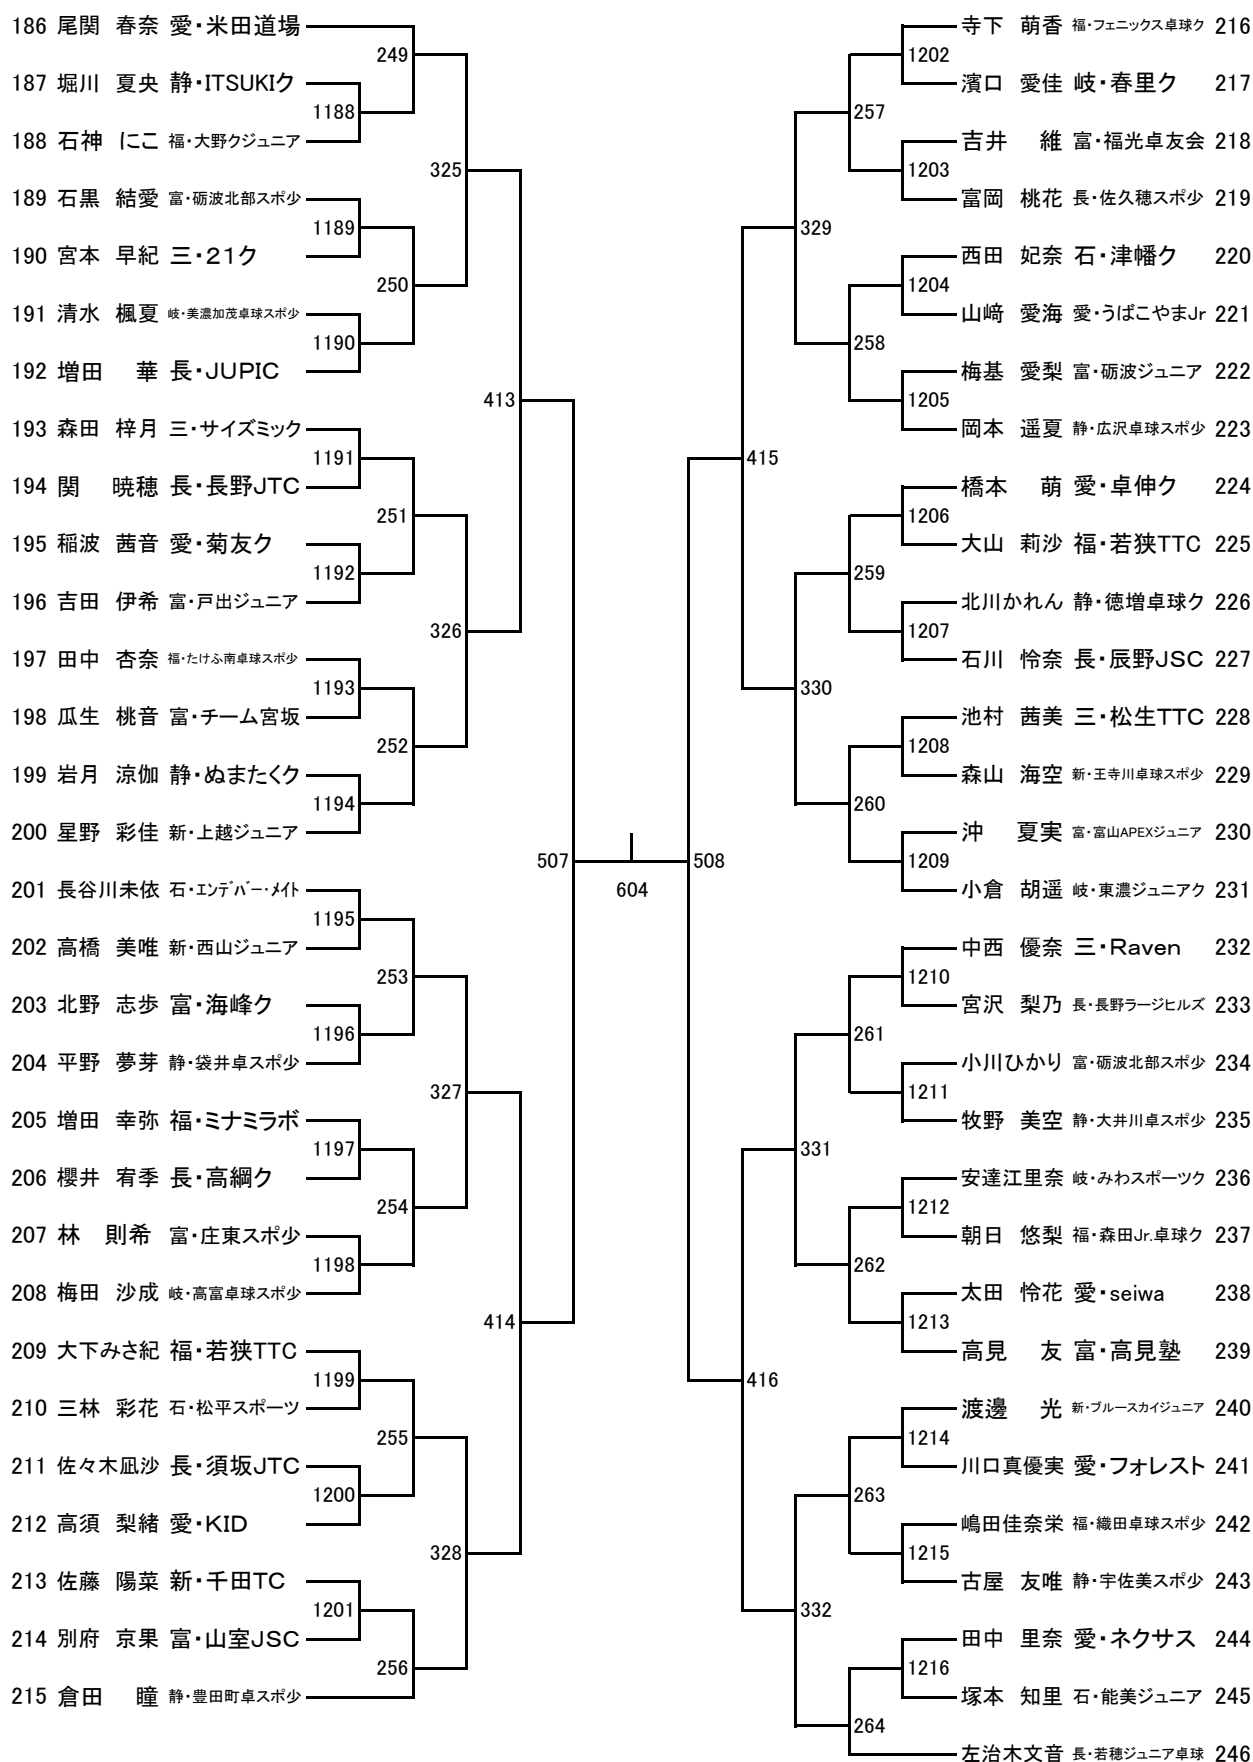 186 尾関 春奈 愛・米田道場
187 堀川 夏央 静・ITSUKIク
188 石神 にこ 福・大野クジュニア
189 石黒 結愛 富・砺波北部スポ少
190 宮本 早紀 三・21ク
191 清水 楓夏 岐・美濃加茂卓球スポ少
192 増田 華 長・JUPIC
193 森田 梓月 三・サイズミック
194 関 暁穂 長・長野JTC
195 稲波 茜音 愛・菊友ク
196 吉田 伊希 富・戸出ジュニア
197 田中 杏奈 福・たけふ南卓球スポ少
198 瓜生 桃音 富・チーム宮坂
199 岩月 涼伽 静・ぬまたくク
200 星野 彩佳 新・上越ジュニア
201 長谷川未依 石・エンデバー・メイト
202 高橋 美唯 新・西山ジュニア
203 北野 志歩 富・海峰ク
204 平野 夢芽 静・袋井卓スポ少
205 増田 幸弥 福・ミナミラボ
206 櫻井 宥季 長・高綱ク
207 林 則希 富・庄東スポ少
208 梅田 沙成 岐・高富卓球スポ少
209 大下みさ紀 福・若狭TTC
210 三林 彩花 石・松平スポーツ
211 佐々木凪沙 長・須坂JTC
212 高須 梨緒 愛・KID
213 佐藤 陽菜 新・千田TC
214 別府 京果 富・山室JSC
215 倉田 瞳 静・豊田町卓スポ少
1188
1189
1190
1191
1192
1193
1194
1195
1196
1197
1198
1199
1200
1201
249
250
251
252
253
254
255
256
325
326
327
328
413
414
507
604
508
415
416
329
330
331
332
257
258
259
260
261
262
263
264
1202
1203
1204
1205
1206
1207
1208
1209
1210
1211
1212
1213
1214
1215
1216
寺下 萌香 福・フェニックス卓球ク 216
濱口 愛佳 岐・春里ク 217
吉井 維 富・福光卓友会 218
富岡 桃花 長・佐久穂スポ少 219
西田 妃奈 石・津幡ク 220
山﨑 愛海 愛・うばこやまJr 221
梅基 愛梨 富・砺波ジュニア 222
岡本 遥夏 静・広沢卓球スポ少 223
橋本 萌 愛・卓伸ク 224
大山 莉沙 福・若狭TTC 225
北川かれん 静・徳増卓球ク 226
石川 怜奈 長・辰野JSC 227
池村 茜美 三・松生TTC 228
森山 海空 新・王寺川卓球スポ少 229
沖 夏実 富・富山APEXジュニア 230
小倉 胡遥 岐・東濃ジュニアク 231
中西 優奈 三・Raven 232
宮沢 梨乃 長・長野ラージヒルズ 233
小川ひかり 富・砺波北部スポ少 234
牧野 美空 静・大井川卓スポ少 235
安達江里奈 岐・みわスポーツク 236
朝日 悠梨 福・森田Jr.卓球ク 237
太田 怜花 愛・seiwa 238
高見 友 富・高見塾 239
渡邊 光 新・ブルースカイジュニア 240
川口真優実 愛・フォレスト 241
嶋田佳奈栄 福・織田卓球スポ少 242
古屋 友唯 静・宇佐美スポ少 243
田中 里奈 愛・ネクサス 244
塚本 知里 石・能美ジュニア 245
左治木文音 長・若穂ジュニア卓球 246